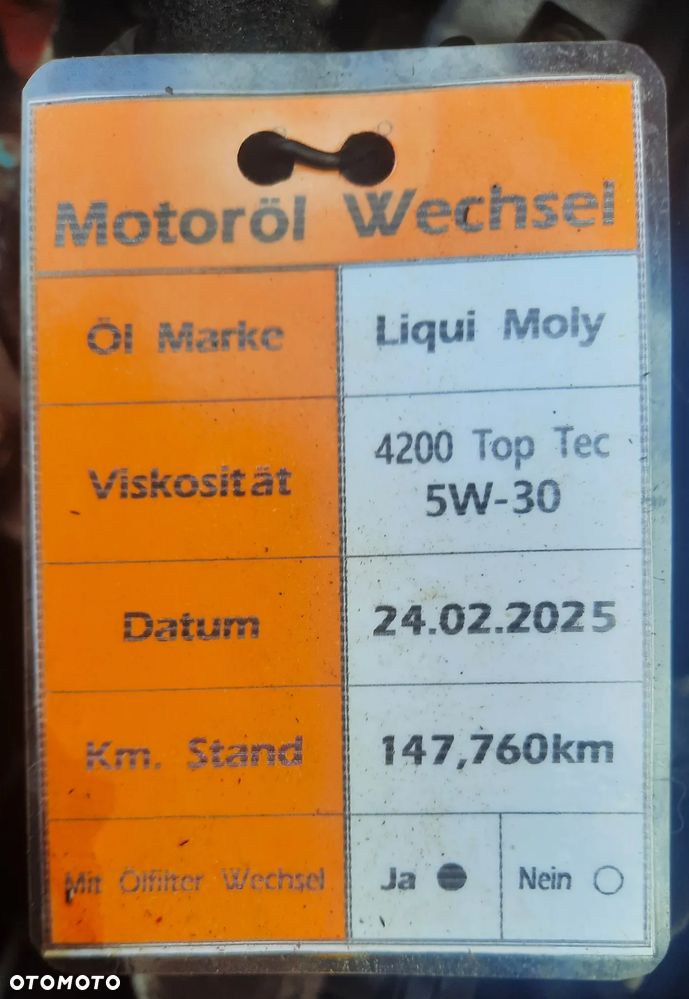 Motoröl Wechsel
Öl Marke
Liqui Moly
Viskosität
4200 Top Tec
5W-30
Datum
24.02.2025
Km. Stand
147,760km
Mit Ölfilter Wechsel
Ja
Nein
OTOMOTO